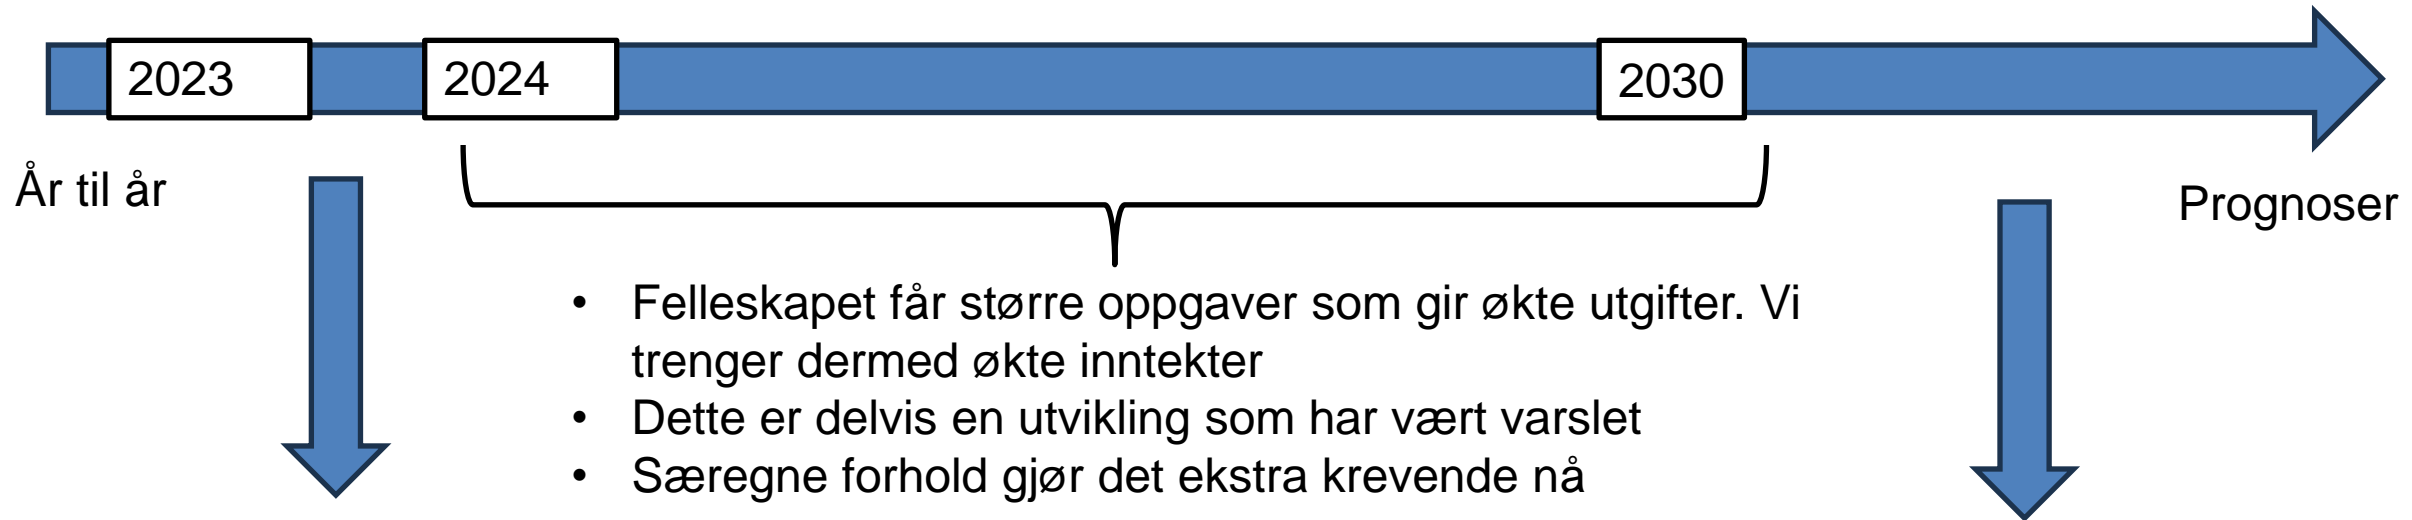 2023
2024
2030
År til år
Prognoser
• Felleskapet får større oppgaver som gir økte utgifter. Vi
trenger dermed økte inntekter
• Dette er delvis en utvikling som har vært varslet
• Særegne forhold gjør det ekstra krevende nå